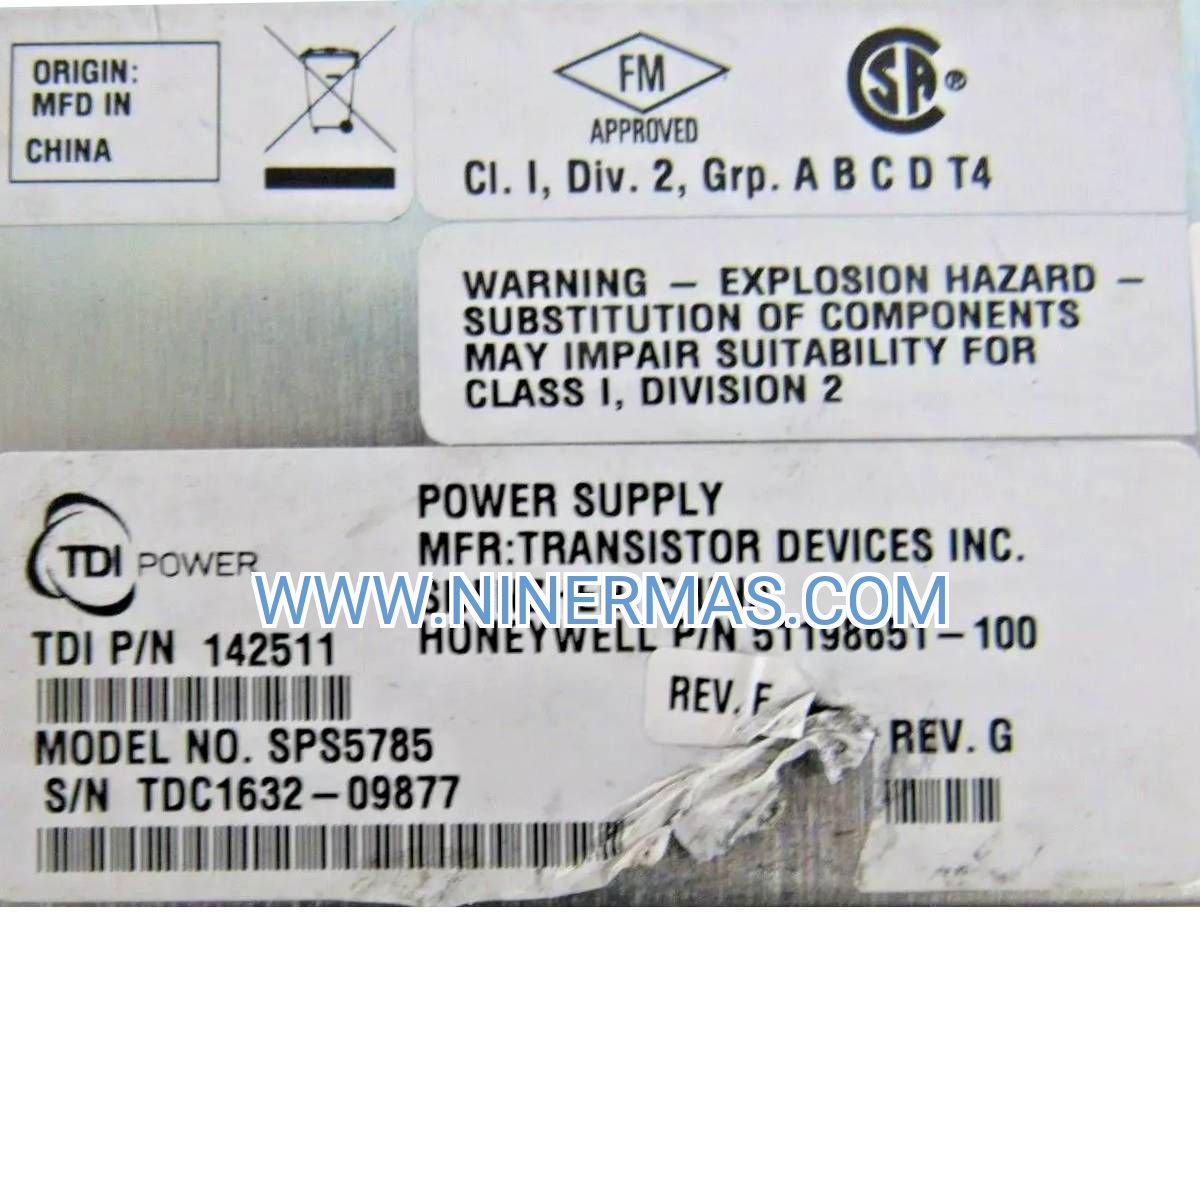 ORIGIN:
MFD IN
CHINA
FM
APPROVED
CSA ®
Cl. I, Div. 2, Grp. A B C D T4
WARNING – EXPLOSION HAZARD –
SUBSTITUTION OF COMPONENTS
MAY IMPAIR SUITABILITY FOR
CLASS I, DIVISION 2
POWER SUPPLY
MFR:TRANSISTOR DEVICES INC.
TDI POWER
WWW.NINERMAS.COM
HONEYWELL P/N 51198651–100
TDI P/N 142511
REV. F
REV. G
MODEL NO. SPS5785
S/N TDC1632–09877